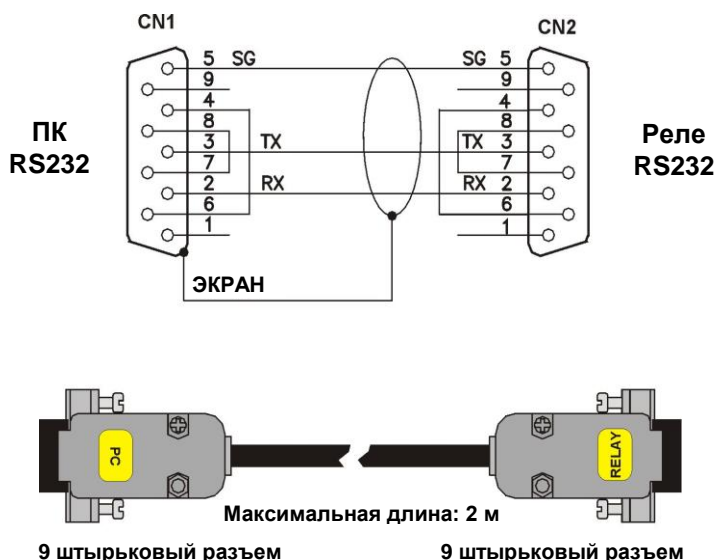 CN1
CN2
5 SG SG 5
9 9
4 4
8 8
3 TX TX 3
7 7
2 RX RX 2
6 6
1 1
ПК
RS232
Реле
RS232
ЭКРАН
PC
RELAY
Максимальная длина: 2 м
9 штырьковый разъем 9 штырьковый разъем